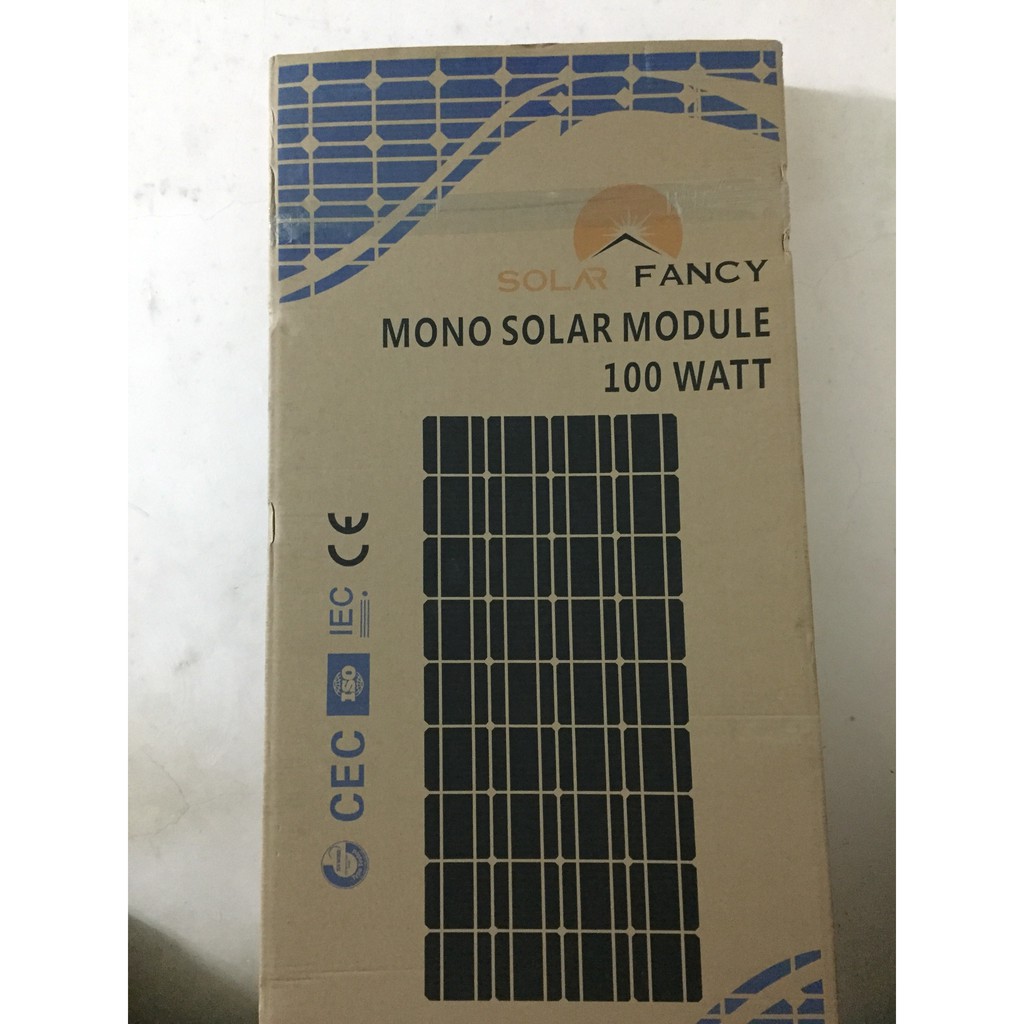 SOLAR FANCY
MONO SOLAR MODULE
100 WATT
CE
IEC
ISO
CEC